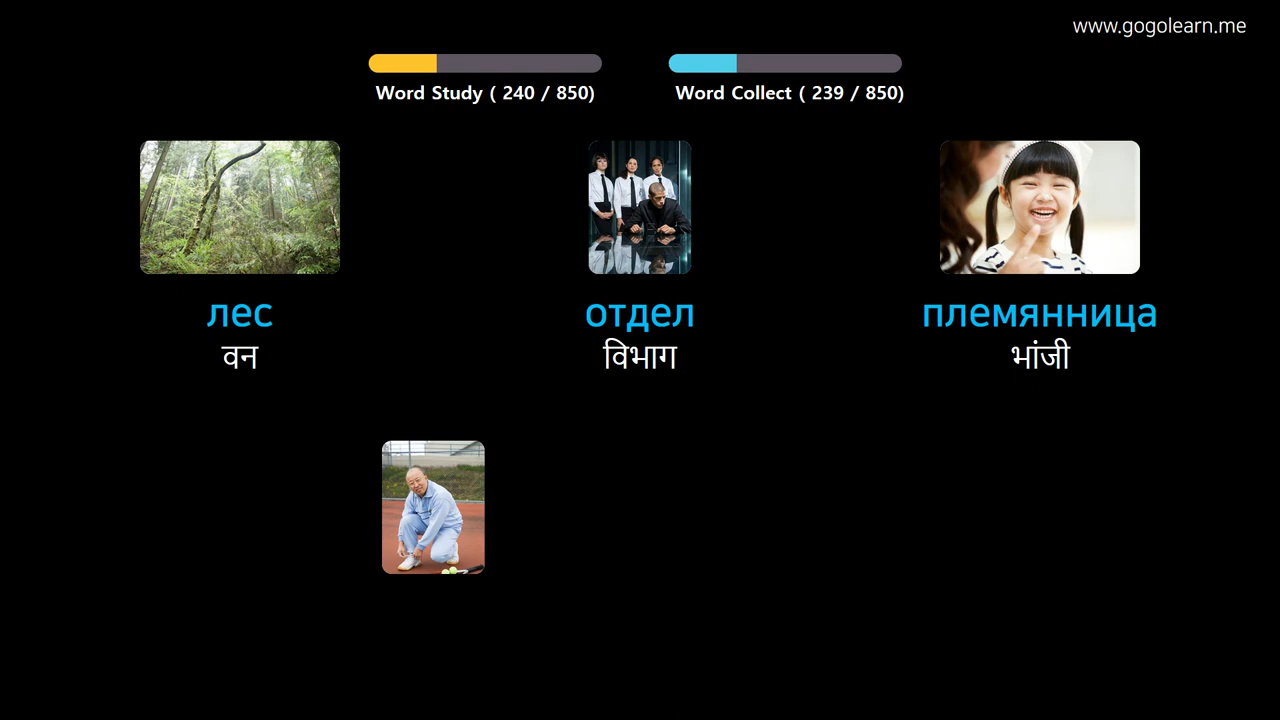 www.gogolearn.me
Word Study ( 240 / 850)
Word Collect ( 239 / 850)
лес
отдел
племянница
वन
विभाग
भांजी